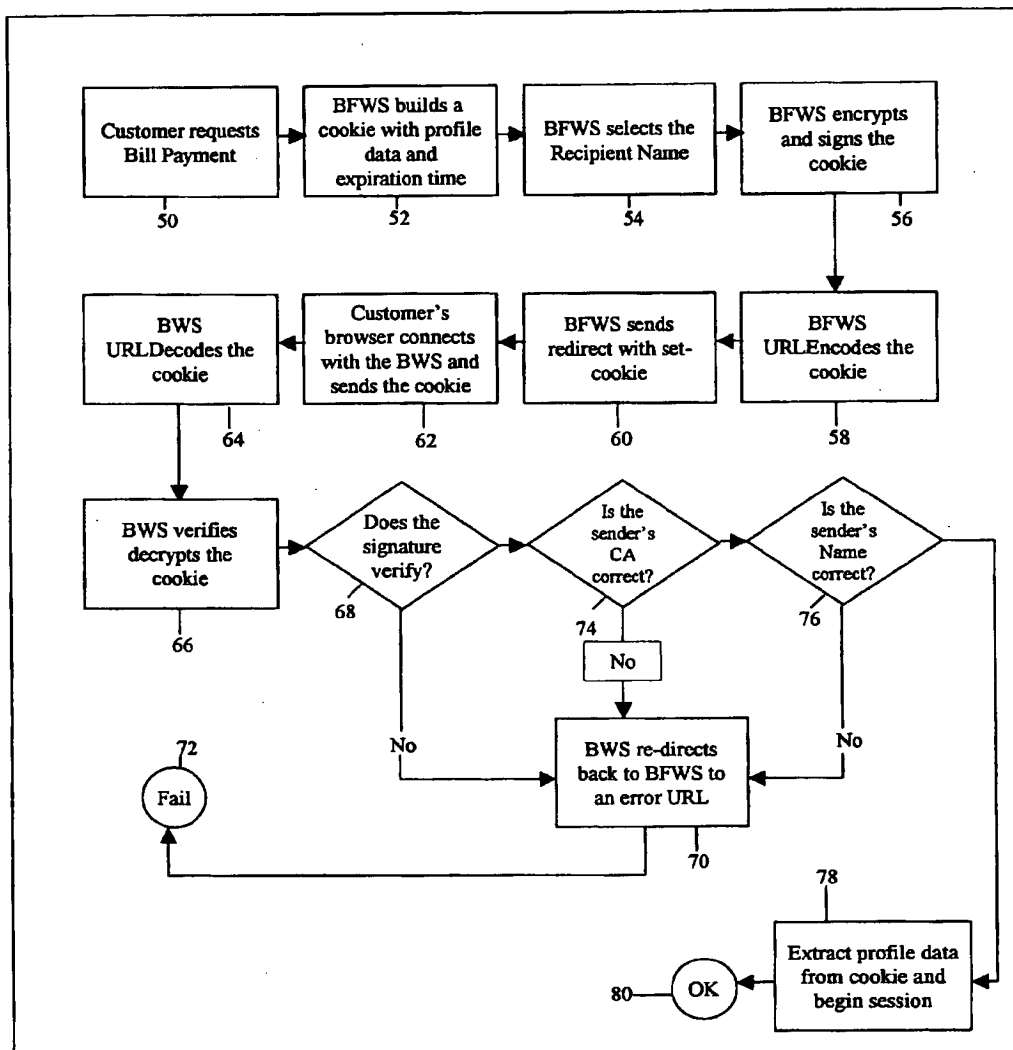 Customer requests
Bill Payment
50
BFWS builds a
cookie with profile
data and
expiration time
52
BFWS selects the
Recipient Name
54
BFWS encrypts
and signs the
cookie
56
BFWS
URLEncodes the
cookie
58
BFWS sends
redirect with set-
cookie
60
Customer's
browser connects
with the BWS and
sends the cookie
62
BWS
URLDecodes the
cookie
64
BWS verifies
decrypts the
cookie
66
Does the
signature
verify?
68
No
Is the
sender's
CA
correct?
74
No
Is the
sender's
Name
correct?
76
No
BWS re-directs
back to BFWS to
an error URL
70
72
Fail
78
Extract profile data
from cookie and
begin session
80
OK